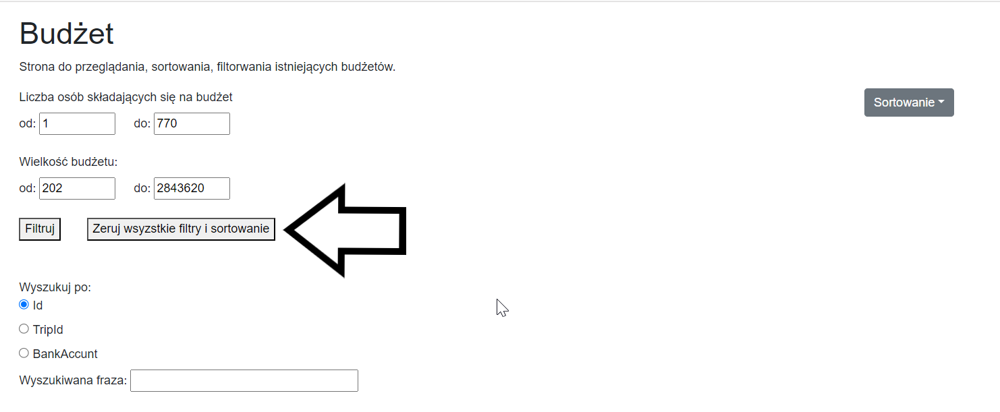 Budżet
Strona do przeglądania, sortowania, filtorwania istniejących budżetów.
Liczba osób składających się na budżet
Sortowanie
od: 1 do: 770
Wielkość budżetu:
od: 202 do: 2843620
Filtruj Zeruj wsyzstkie filtry i sortowanie
Wyszukuj po:
Id
TripId
BankAccunt
Wyszukiwana fraza: